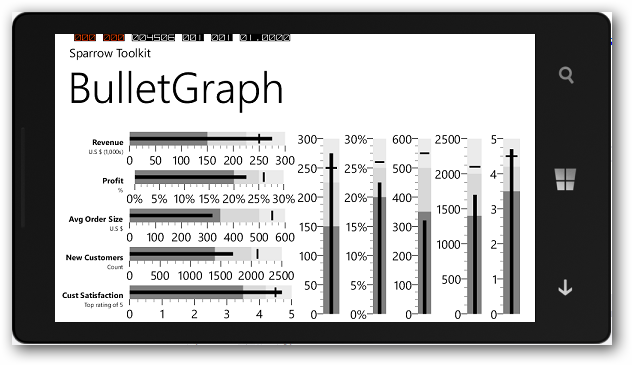 000 000 004506 001 001 01.0000
Sparrow Toolkit
BulletGraph
Revenue
U.S $ (1,000s)
0 50 100 150 200 250 300
Profit
%
0% 5% 10% 15% 20% 25% 30%
Avg Order Size
U.S $
0 100 200 300 400 500 600
New Customers
Count
0 500 1000 1500 2000 2500
Cust Satisfaction
Top rating of 5
0 1 2 3 4 5
300 30% 600 2500 5
250 25% 500 4
200 20% 400 2000
150 15% 300 1500 3
100 10% 200 1000 2
50 5% 100 500 1
0 0% 0 0 0